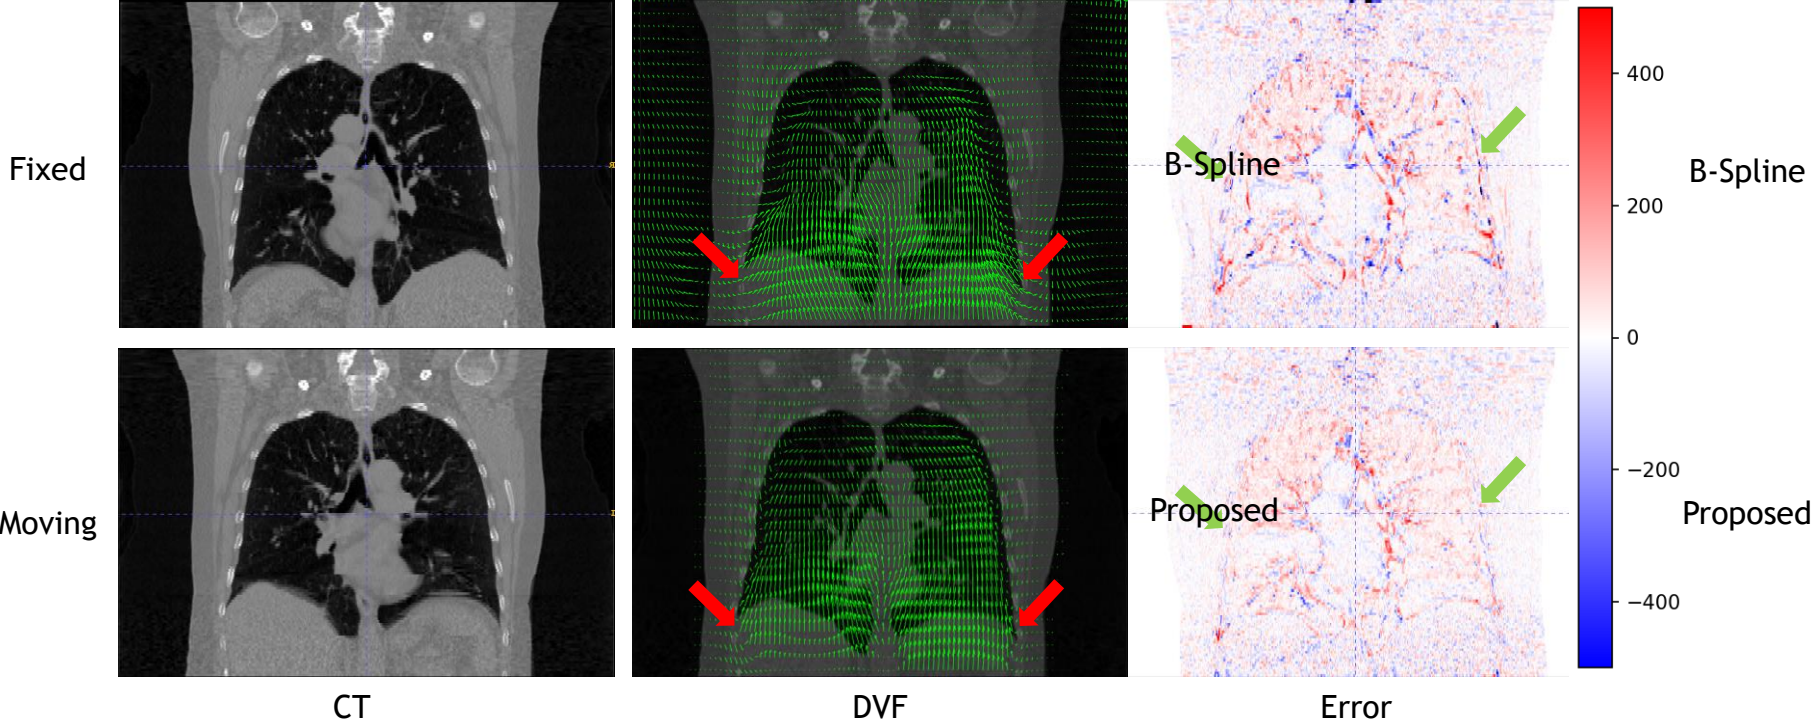 Fixed
B-Spline
400
200
0
−200
−400
B-Spline
Moving
Proposed
Proposed
CT
DVF
Error